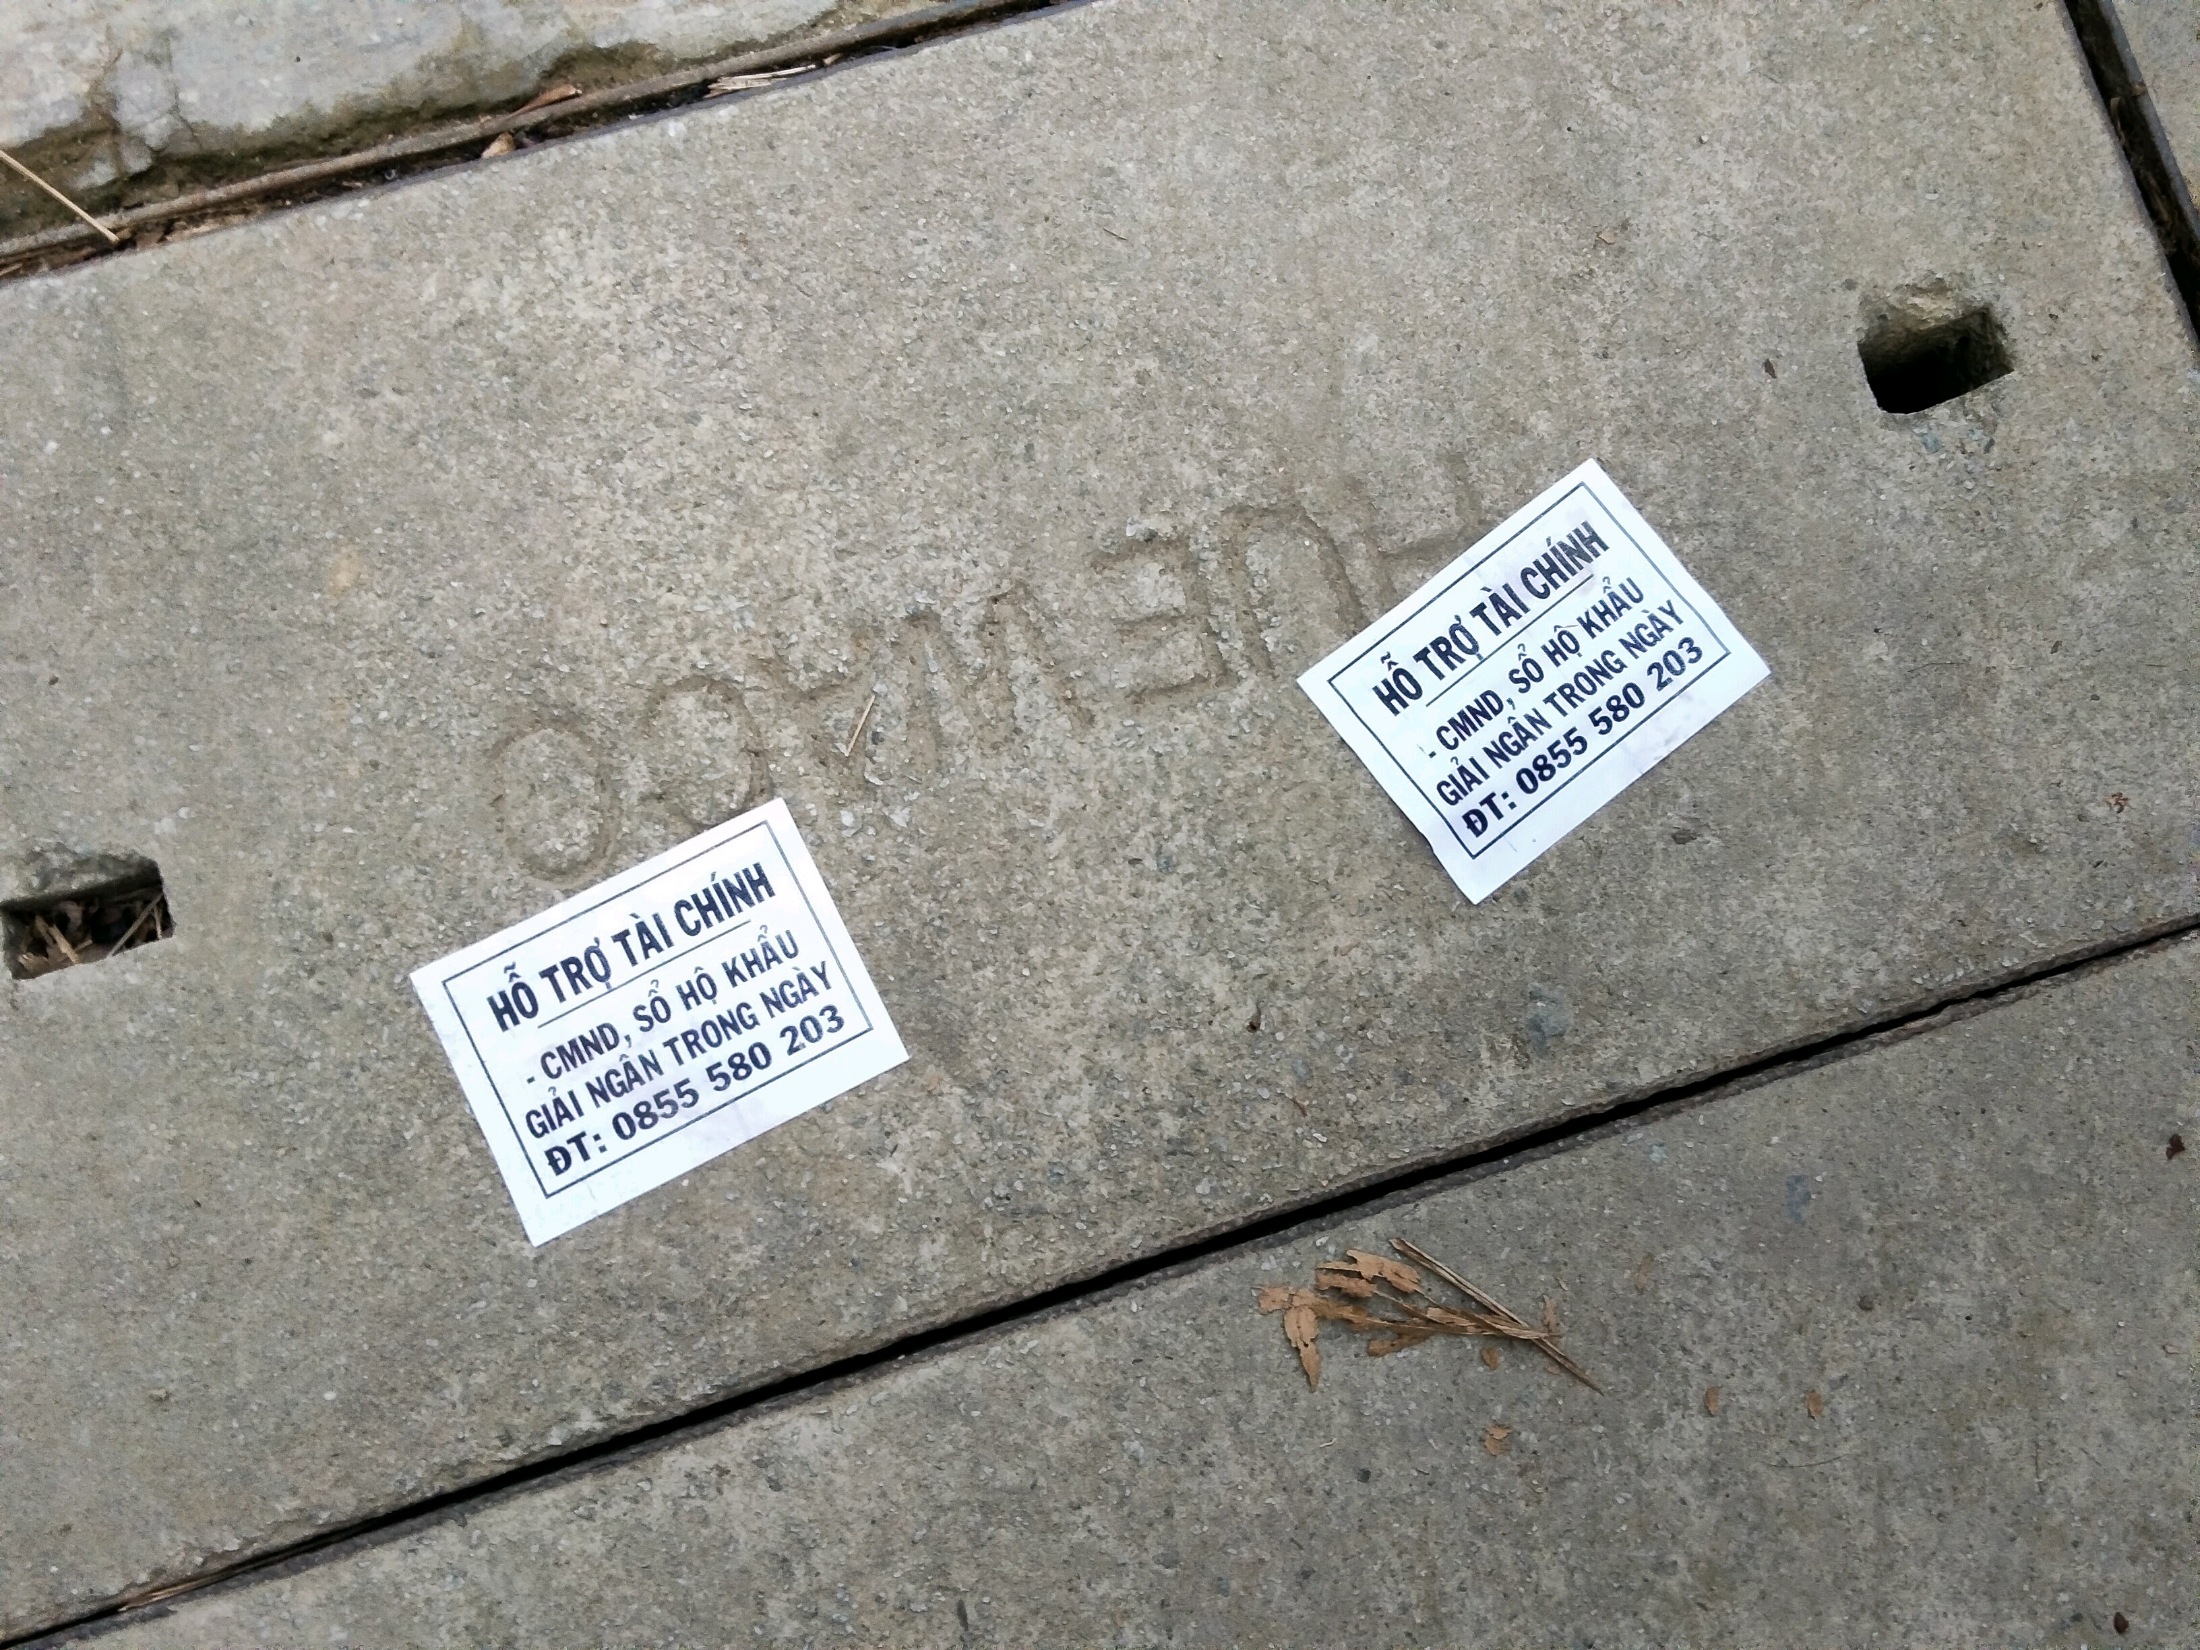 HUEWACO
HỖ TRỢ TÀI CHÍNH
- CMND, SỔ HỘ KHẨU
GIẢI NGÂN TRONG NGÀY
ĐT: 0855 580 203
HỖ TRỢ TÀI CHÍNH
- CMND, SỔ HỘ KHẨU
GIẢI NGÂN TRONG NGÀY
ĐT: 0855 580 203